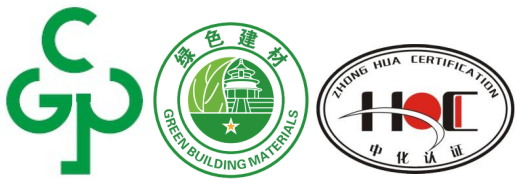 CGP
绿色建材
GREEN BUILDING MATERIALS
ZHONG HUA CERTIFICATION
HQC
中化认证